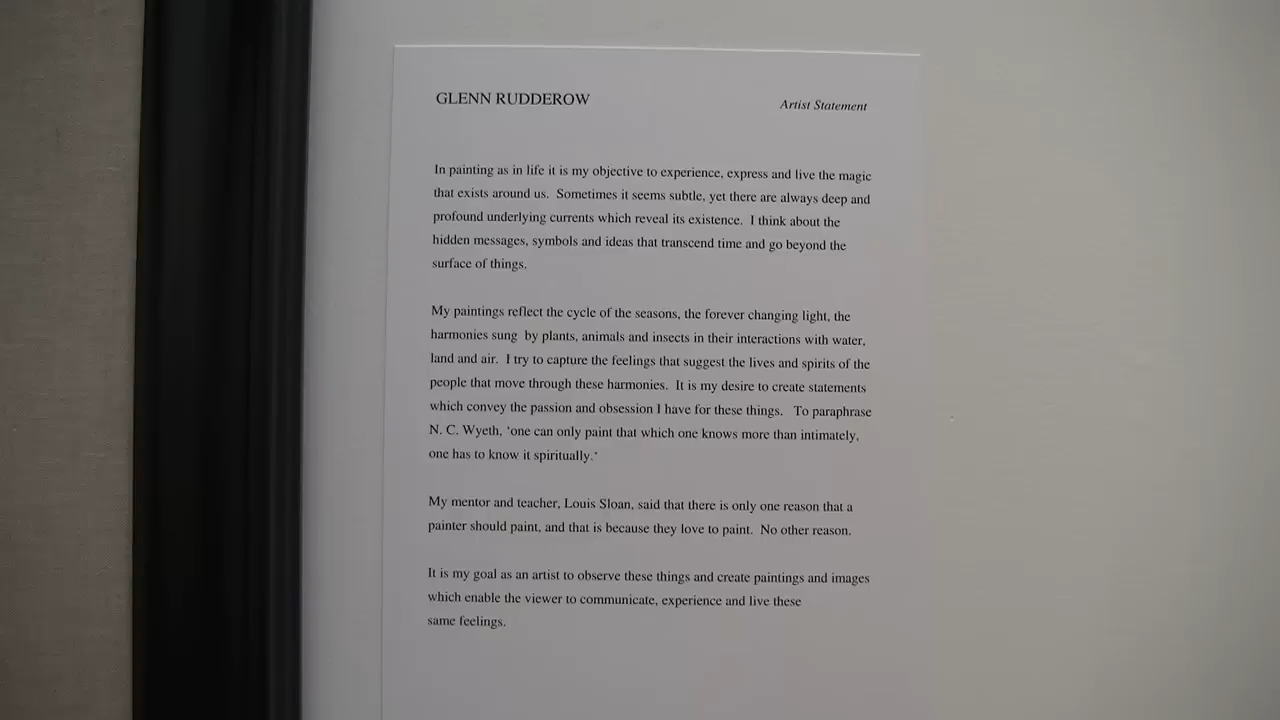 GLENN RUDDEROW
Artist Statement
In painting as in life it is my objective to experience, express and live the magic
that exists around us.  Sometimes it seems subtle, yet there are always deep and
profound underlying currents which reveal its existence.  I think about the
hidden messages, symbols and ideas that transcend time and go beyond the
surface of things.
My paintings reflect the cycle of the seasons, the forever changing light, the
harmonies sung  by plants, animals and insects in their interactions with water,
land and air.  I try to capture the feelings that suggest the lives and spirits of the
people that move through these harmonies.  It is my desire to create statements
which convey the passion and obsession I have for these things.   To paraphrase
N. C. Wyeth, 'one can only paint that which one knows more than intimately,
one has to know it spiritually.'
My mentor and teacher, Louis Sloan, said that there is only one reason that a
painter should paint, and that is because they love to paint.  No other reason.
It is my goal as an artist to observe these things and create paintings and images
which enable the viewer to communicate, experience and live these
same feelings.